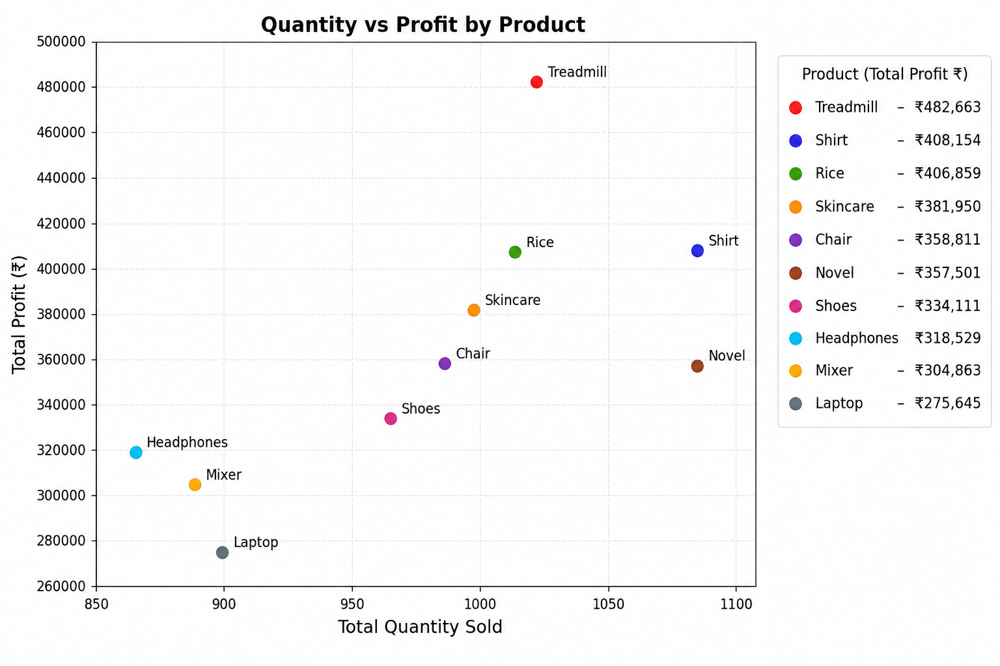 Quantity vs Profit by Product
500000
480000
460000
440000
420000
400000
380000
360000
340000
320000
300000
280000
260000
Total Profit (₹)
Treadmill
Rice
Shirt
Skincare
Chair
Novel
Shoes
Headphones
Mixer
Laptop
850 900 950 1000 1050 1100
Total Quantity Sold
Product (Total Profit ₹)
Treadmill – ₹482,663
Shirt – ₹408,154
Rice – ₹406,859
Skincare – ₹381,950
Chair – ₹358,811
Novel – ₹357,501
Shoes – ₹334,111
Headphones ₹318,529
Mixer – ₹304,863
Laptop – ₹275,645